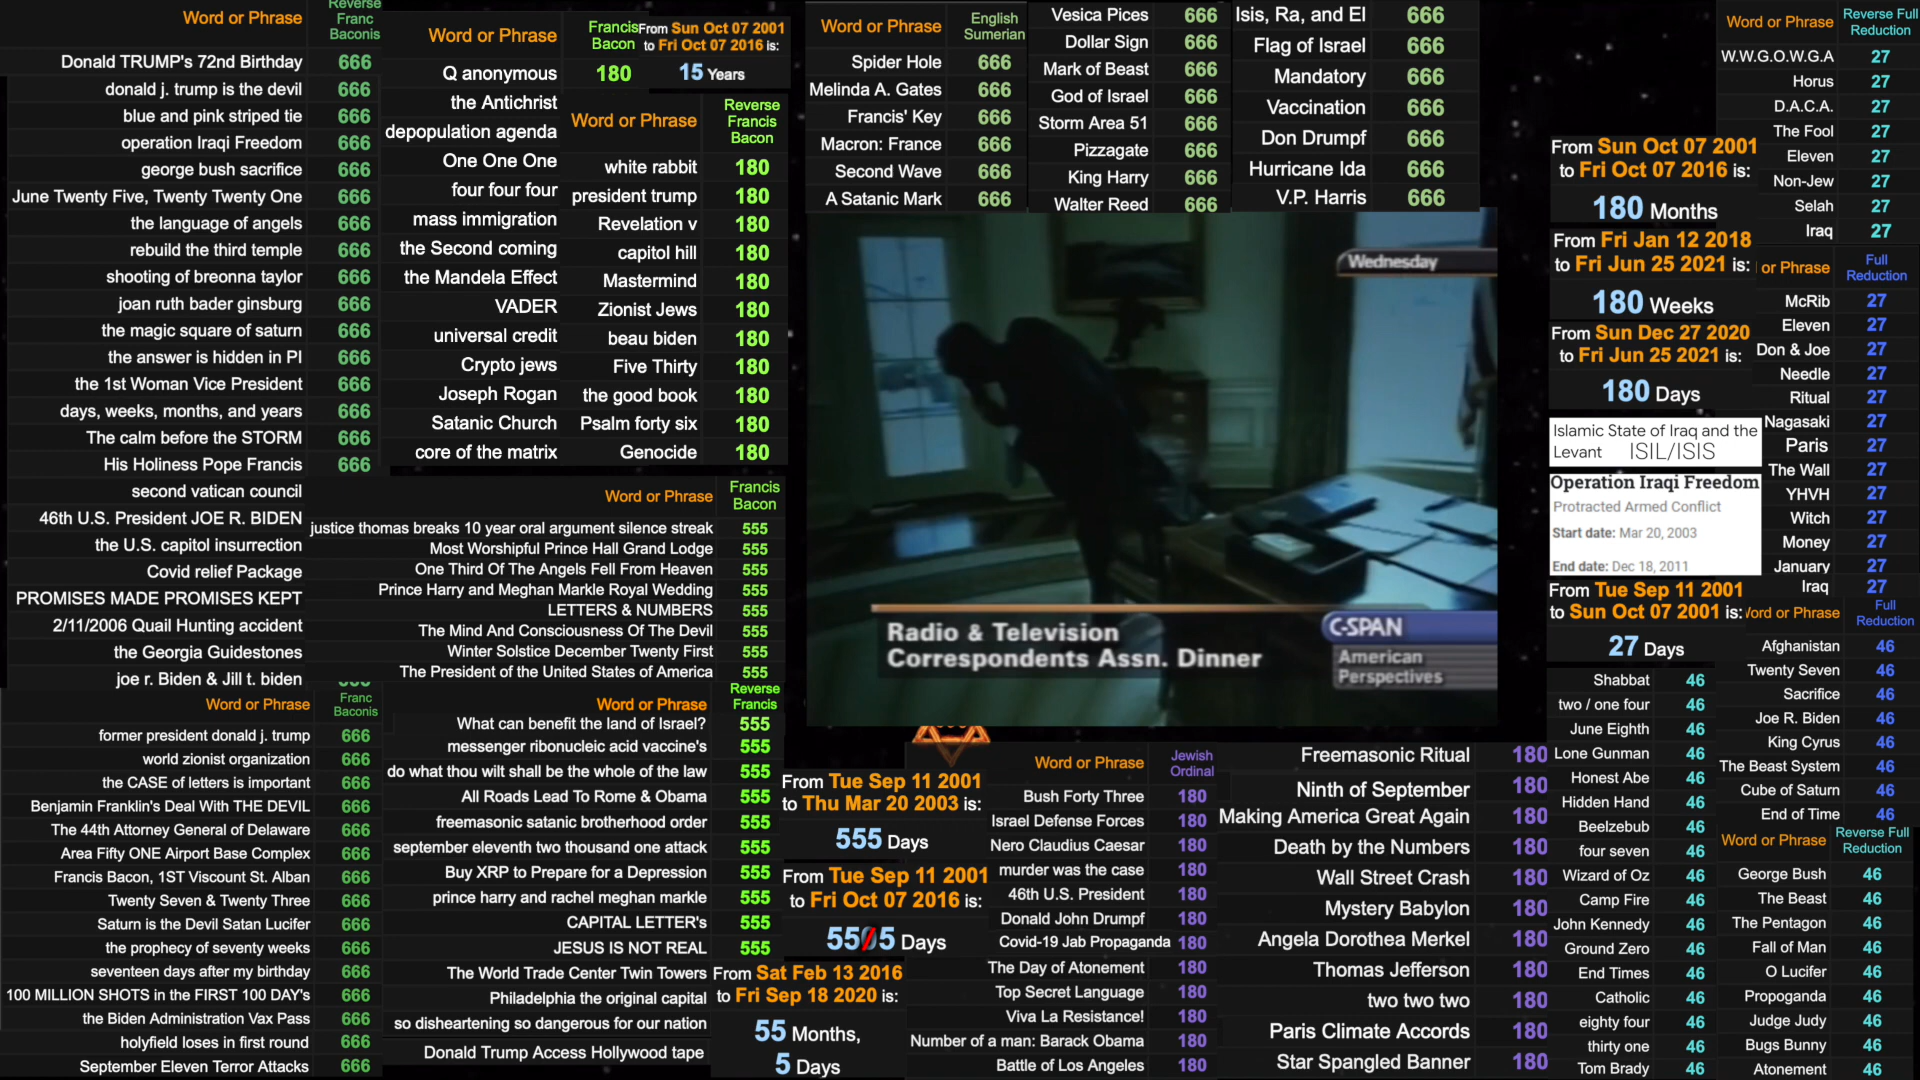 Word or Phrase
Reverse
Franc
Baconis
Donald TRUMP's 72nd Birthday 666
donald j. trump is the devil 666
blue and pink striped tie 666
operation Iraqi Freedom 666
george bush sacrifice 666
June Twenty Five, Twenty Twenty One 666
the language of angels 666
rebuild the third temple 666
shooting of breonna taylor 666
joan ruth bader ginsburg 666
the magic square of saturn 666
the answer is hidden in PI 666
the 1st Woman Vice President 666
days, weeks, months, and years 666
The calm before the STORM 666
His Holiness Pope Francis 666
second vatican council
46th U.S. President JOE R. BIDEN
the U.S. capitol insurrection
Covid relief Package
PROMISES MADE PROMISES KEPT
2/11/2006 Quail Hunting accident
the Georgia Guidestones
joe r. Biden & Jill t. biden
Word or Phrase
Franc
Baconis
former president donald j. trump 666
world zionist organization 666
the CASE of letters is important 666
Benjamin Franklin's Deal With THE DEVIL 666
The 44th Attorney General of Delaware 666
Area Fifty ONE Airport Base Complex 666
Francis Bacon, 1ST Viscount St. Alban 666
Twenty Seven & Twenty Three 666
Saturn is the Devil Satan Lucifer 666
the prophecy of seventy weeks 666
seventeen days after my birthday 666
100 MILLION SHOTS in the FIRST 100 DAY's 666
the Biden Administration Vax Pass 666
holyfield loses in first round 666
September Eleven Terror Attacks 666
Word or Phrase
Francis
Bacon
Q anonymous 180
the Antichrist
depopulation agenda
One One One
four four four
mass immigration
the Second coming
the Mandela Effect
VADER
universal credit
Crypto jews
Joseph Rogan
Satanic Church
core of the matrix
From Sun Oct 07 2001
to Fri Oct 07 2016 is:
15 Years
Word or Phrase
Reverse
Francis
Bacon
white rabbit 180
president trump 180
Revelation v 180
capitol hill 180
Mastermind 180
Zionist Jews 180
beau biden 180
Five Thirty 180
the good book 180
Psalm forty six 180
Genocide 180
Word or Phrase
Francis
Bacon
justice thomas breaks 10 year oral argument silence streak 555
Most Worshipful Prince Hall Grand Lodge 555
One Third Of The Angels Fell From Heaven 555
Prince Harry and Meghan Markle Royal Wedding 555
LETTERS & NUMBERS 555
The Mind And Consciousness Of The Devil 555
Winter Solstice December Twenty First 555
The President of the United States of America 555
Word or Phrase
Reverse
Francis
What can benefit the land of Israel? 555
messenger ribonucleic acid vaccine's 555
do what thou wilt shall be the whole of the law 555
All Roads Lead To Rome & Obama 555
freemasonic satanic brotherhood order 555
september eleventh two thousand one attack 555
Buy XRP to Prepare for a Depression 555
prince harry and rachel meghan markle 555
CAPITAL LETTER's 555
JESUS IS NOT REAL 555
The World Trade Center Twin Towers
Philadelphia the original capital
so disheartening so dangerous for our nation
Donald Trump Access Hollywood tape
From Tue Sep 11 2001
to Thu Mar 20 2003 is:
555 Days
From Tue Sep 11 2001
to Fri Oct 07 2016 is:
5505 Days
From Sat Feb 13 2016
to Fri Sep 18 2020 is:
55 Months,
5 Days
Word or Phrase
English
Sumerian
Spider Hole 666
Melinda A. Gates 666
Francis' Key 666
Macron: France 666
Second Wave 666
A Satanic Mark 666
Vesica Pices 666
Dollar Sign 666
Mark of Beast 666
God of Israel 666
Storm Area 51 666
Pizzagate 666
King Harry 666
Walter Reed 666
Isis, Ra, and El 666
Flag of Israel 666
Mandatory 666
Vaccination 666
Don Drumpf 666
Hurricane Ida 666
V.P. Harris 666
Wednesday
Radio & Television
Correspondents Assn. Dinner
C-SPAN
American
Perspectives
Word or Phrase
Jewish
Ordinal
Bush Forty Three 180
Israel Defense Forces 180
Nero Claudius Caesar 180
murder was the case 180
46th U.S. President 180
Donald John Drumpf 180
Covid-19 Jab Propaganda 180
The Day of Atonement 180
Top Secret Language 180
Viva La Resistance! 180
Number of a man: Barack Obama 180
Battle of Los Angeles 180
Freemasonic Ritual 180
Ninth of September 180
Making America Great Again 180
Death by the Numbers 180
Wall Street Crash 180
Mystery Babylon 180
Angela Dorothea Merkel 180
Thomas Jefferson 180
two two two 180
Paris Climate Accords 180
Star Spangled Banner 180
From Sun Oct 07 2001
to Fri Oct 07 2016 is:
180 Months
From Fri Jan 12 2018
to Fri Jun 25 2021 is:
180 Weeks
From Sun Dec 27 2020
to Fri Jun 25 2021 is:
180 Days
Islamic State of Iraq and the
Levant ISIL/ISIS
Operation Iraqi Freedom
Protracted Armed Conflict
Start date: Mar 20, 2003
End date: Dec 18, 2011
From Tue Sep 11 2001
to Sun Oct 07 2001 is:
27 Days
Shabbat 46
two / one four 46
June Eighth 46
Lone Gunman 46
Honest Abe 46
Hidden Hand 46
Beelzebub 46
four seven 46
Wizard of Oz 46
Camp Fire 46
John Kennedy 46
Ground Zero 46
End Times 46
Catholic 46
eighty four 46
thirty one 46
Tom Brady 46
Word or Phrase
Reverse Full
Reduction
W.W.G.O.W.G.A 27
Horus 27
D.A.C.A. 27
The Fool 27
Eleven 27
Non-Jew 27
Selah 27
Iraq 27
or Phrase
Full
Reduction
McRib 27
Eleven 27
Don & Joe 27
Needle 27
Ritual 27
Nagasaki 27
Paris 27
The Wall 27
YHVH 27
Witch 27
Money 27
January 27
Iraq 27
Word or Phrase
Full
Reduction
Afghanistan 46
Twenty Seven 46
Sacrifice 46
Joe R. Biden 46
King Cyrus 46
The Beast System 46
Cube of Saturn 46
End of Time 46
Word or Phrase
Reverse Full
Reduction
George Bush 46
The Beast 46
The Pentagon 46
Fall of Man 46
O Lucifer 46
Propoganda 46
Judge Judy 46
Bugs Bunny 46
Atonement 46